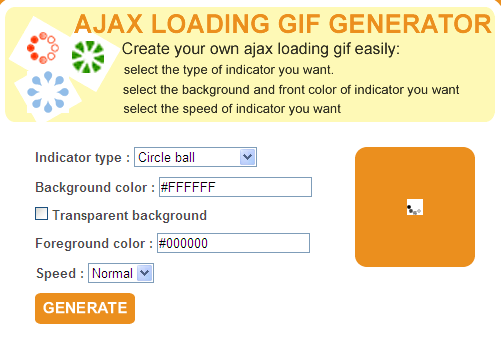 AJAX LOADING GIF GENERATOR
Create your own ajax loading gif easily:
select the type of indicator you want.
select the background and front color of indicator you want
select the speed of indicator you want
Indicator type : Circle ball
Background color : #FFFFFF
Transparent background
Foreground color : #000000
Speed : Normal
GENERATE